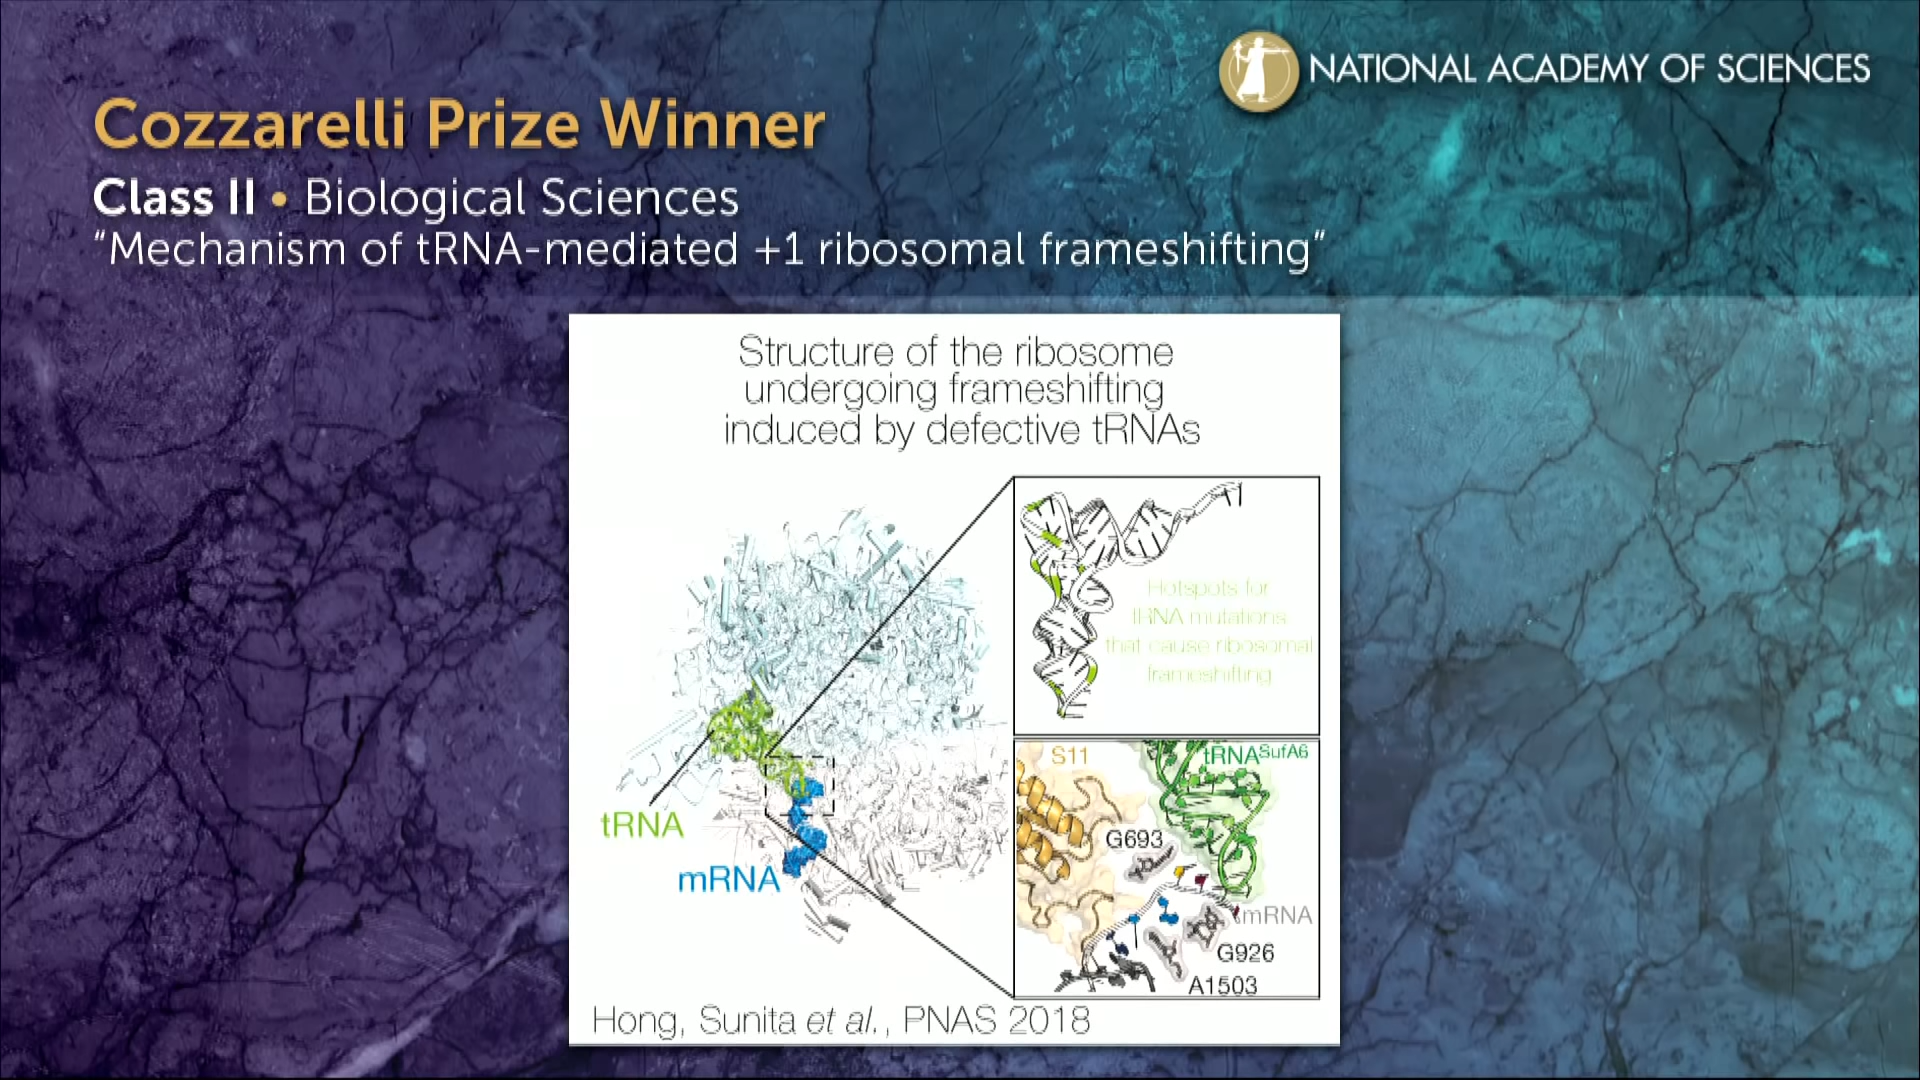 NATIONAL ACADEMY OF SCIENCES
Cozzarelli Prize Winner
Class II • Biological Sciences
“Mechanism of tRNA-mediated +1 ribosomal frameshifting”
Structure of the ribosome
undergoing frameshifting
induced by defective tRNAs
Hotspots for
tRNA mutations
that cause ribosomal
frameshifting
tRNA
mRNA
S11
tRNASufA6
G693
mRNA
G926
A1503
Hong, Sunita et al., PNAS 2018